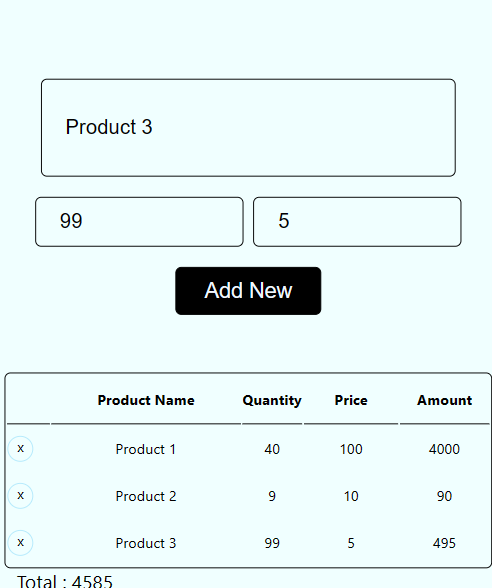 Product 3
99 5
Add New
Product Name Quantity Price Amount
x Product 1 40 100 4000
x Product 2 9 10 90
x Product 3 99 5 495
Total : 4585